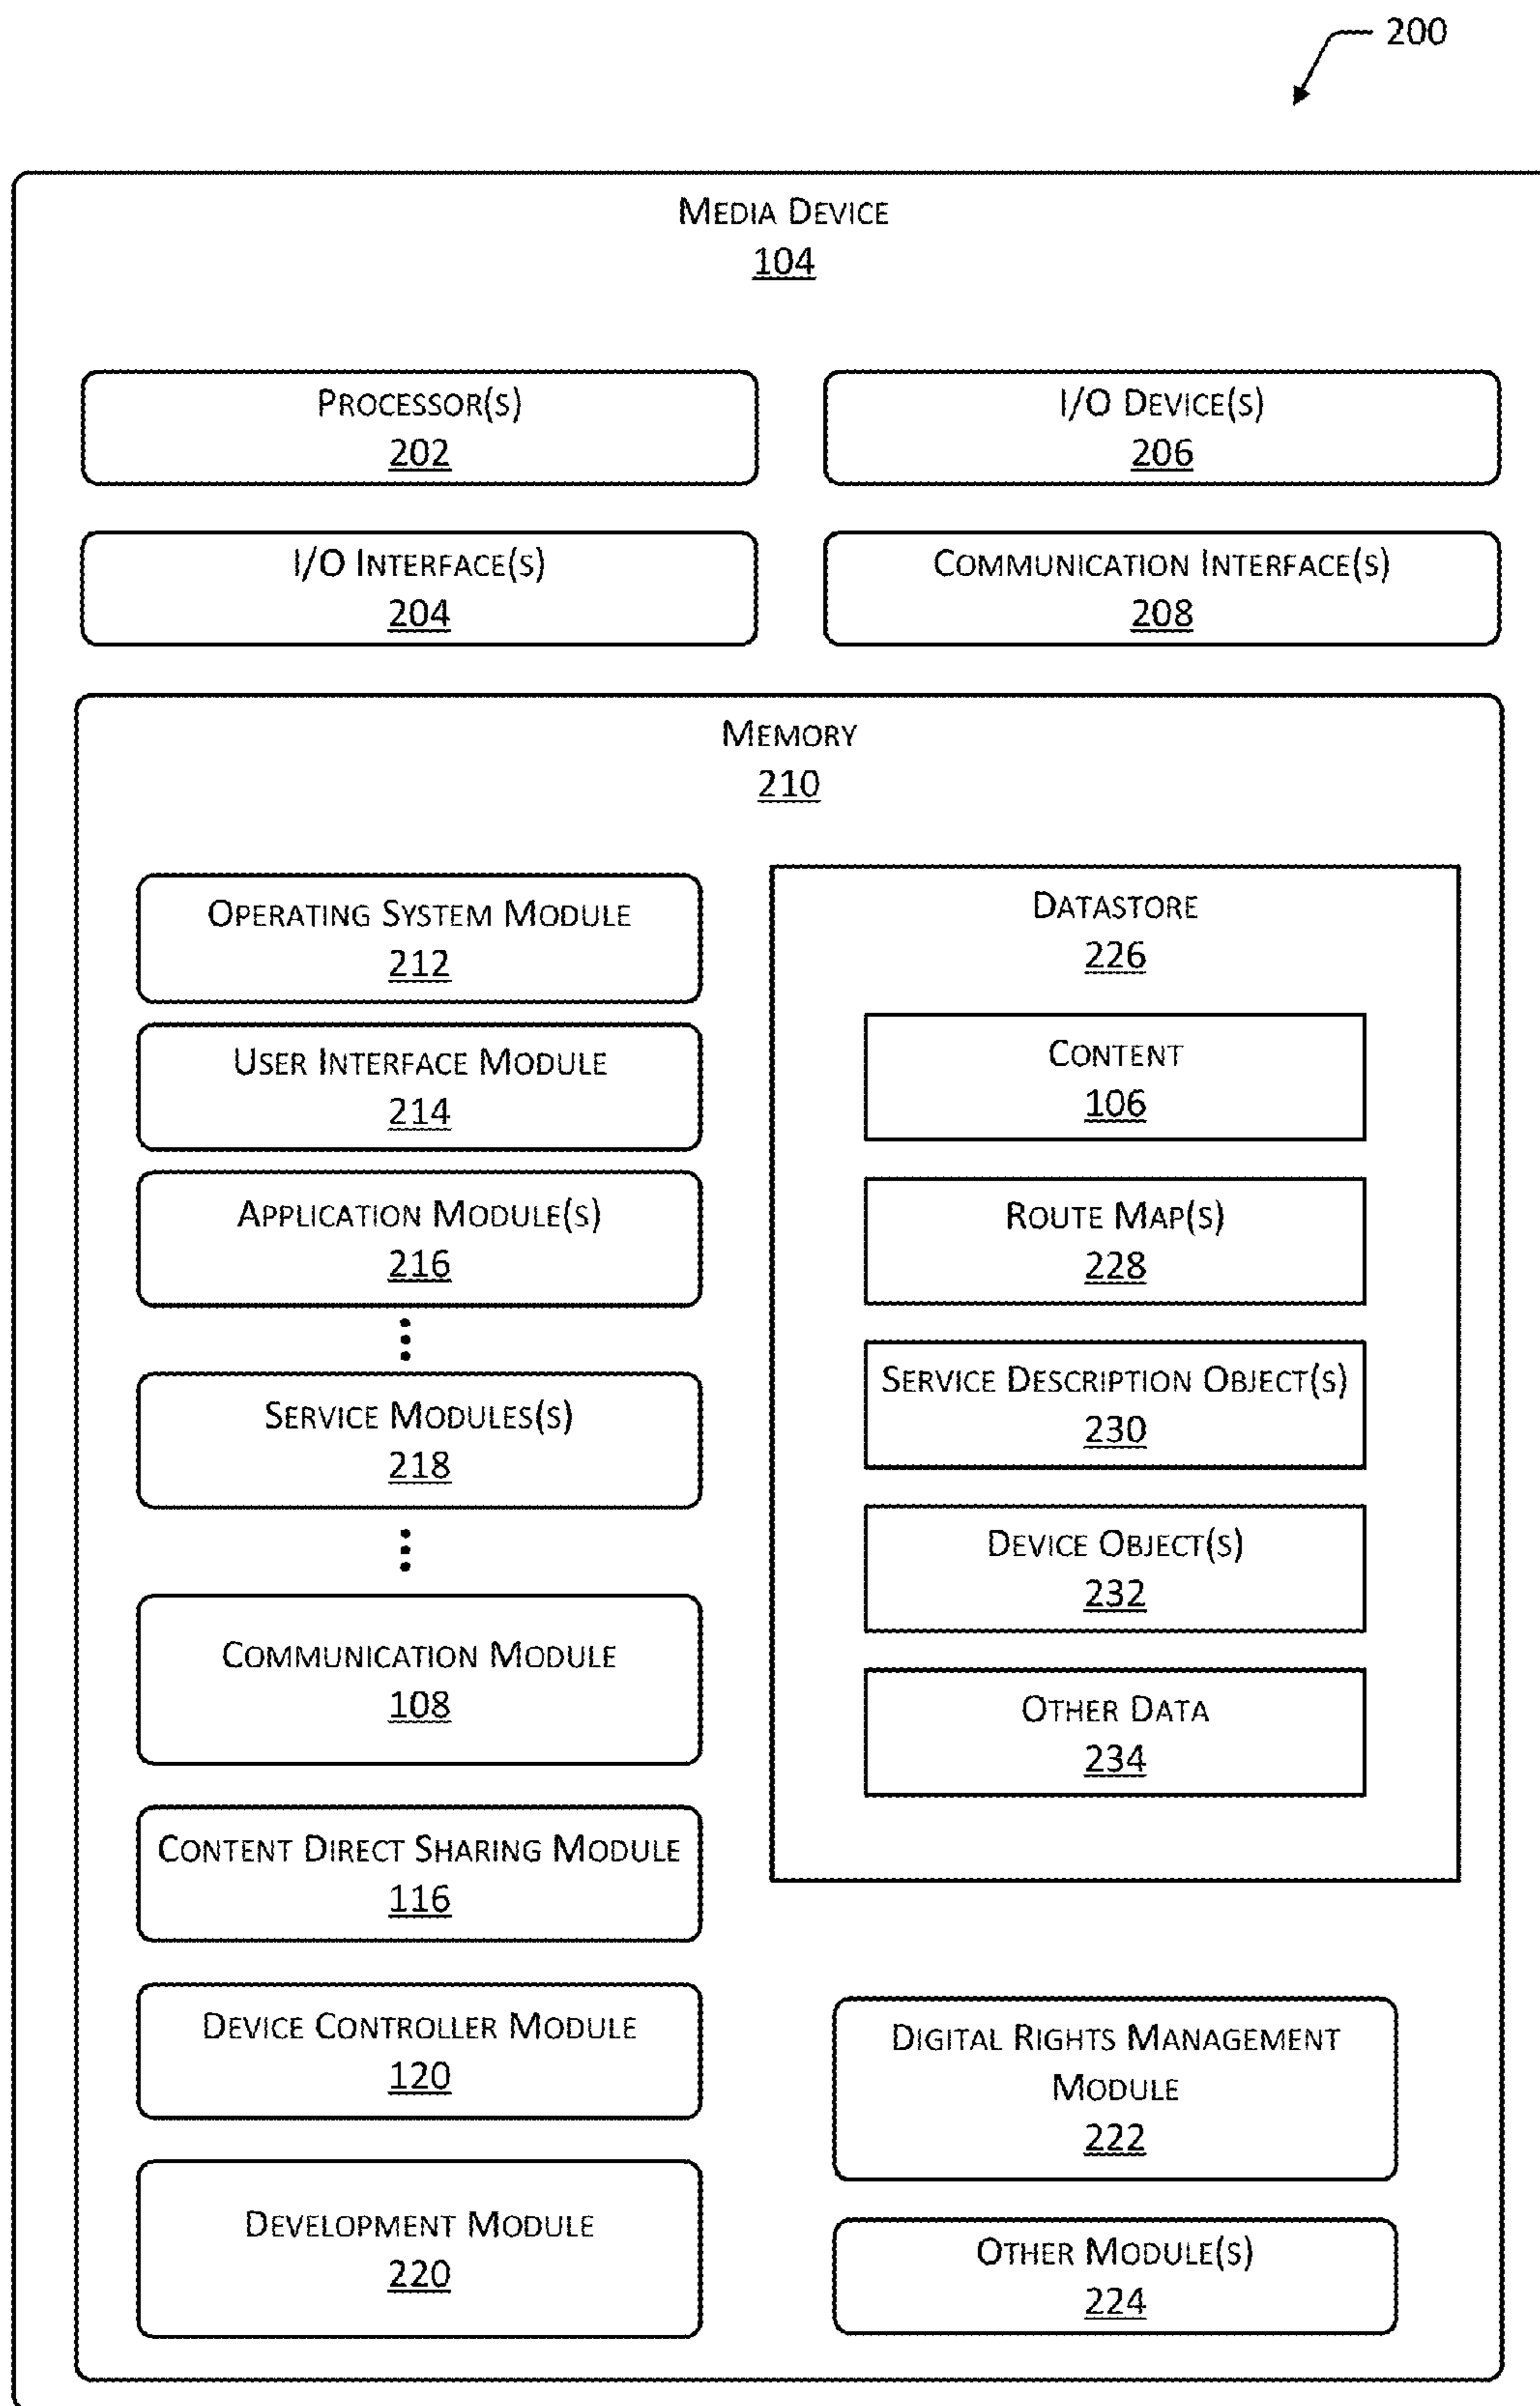 200
MEDIA DEVICE
104
PROCESSOR(S)
202
I/O DEVICE(S)
206
I/O INTERFACE(S)
204
COMMUNICATION INTERFACE(S)
208
MEMORY
210
OPERATING SYSTEM MODULE
212
USER INTERFACE MODULE
214
APPLICATION MODULE(S)
216
SERVICE MODULES(S)
218
COMMUNICATION MODULE
108
CONTENT DIRECT SHARING MODULE
116
DEVICE CONTROLLER MODULE
120
DEVELOPMENT MODULE
220
DATASTORE
226
CONTENT
106
ROUTE MAP(S)
228
SERVICE DESCRIPTION OBJECT(S)
230
DEVICE OBJECT(S)
232
OTHER DATA
234
DIGITAL RIGHTS MANAGEMENT
MODULE
222
OTHER MODULE(S)
224